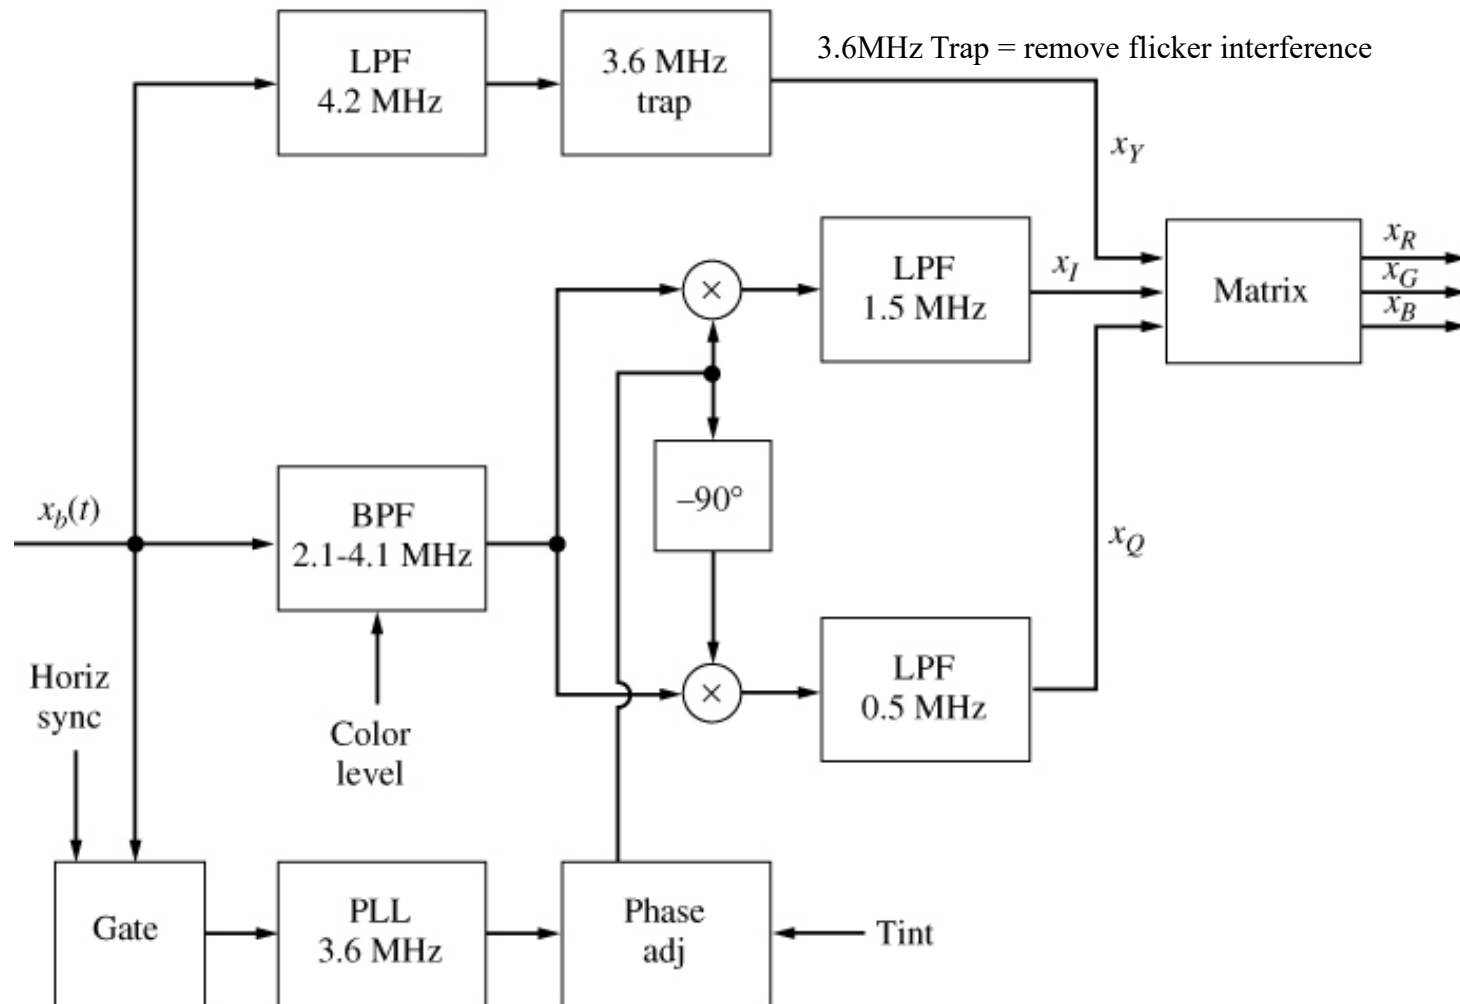 3.6MHz Trap = remove flicker interference
LPF
4.2 MHz
3.6 MHz
trap
x_Y
LPF
1.5 MHz
x_I
Matrix
x_R
x_G
x_B
–90°
x_b(t)
BPF
2.1-4.1 MHz
x_Q
LPF
0.5 MHz
Horiz
sync
Color
level
Gate
PLL
3.6 MHz
Phase
adj
Tint
×
×